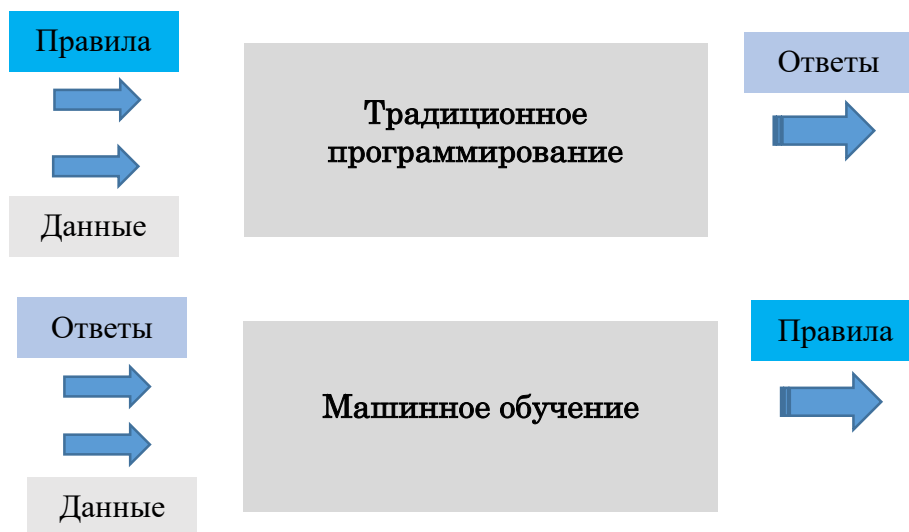 Правила
Ответы
Традиционное
программирование
Данные
Ответы
Правила
Машинное обучение
Данные